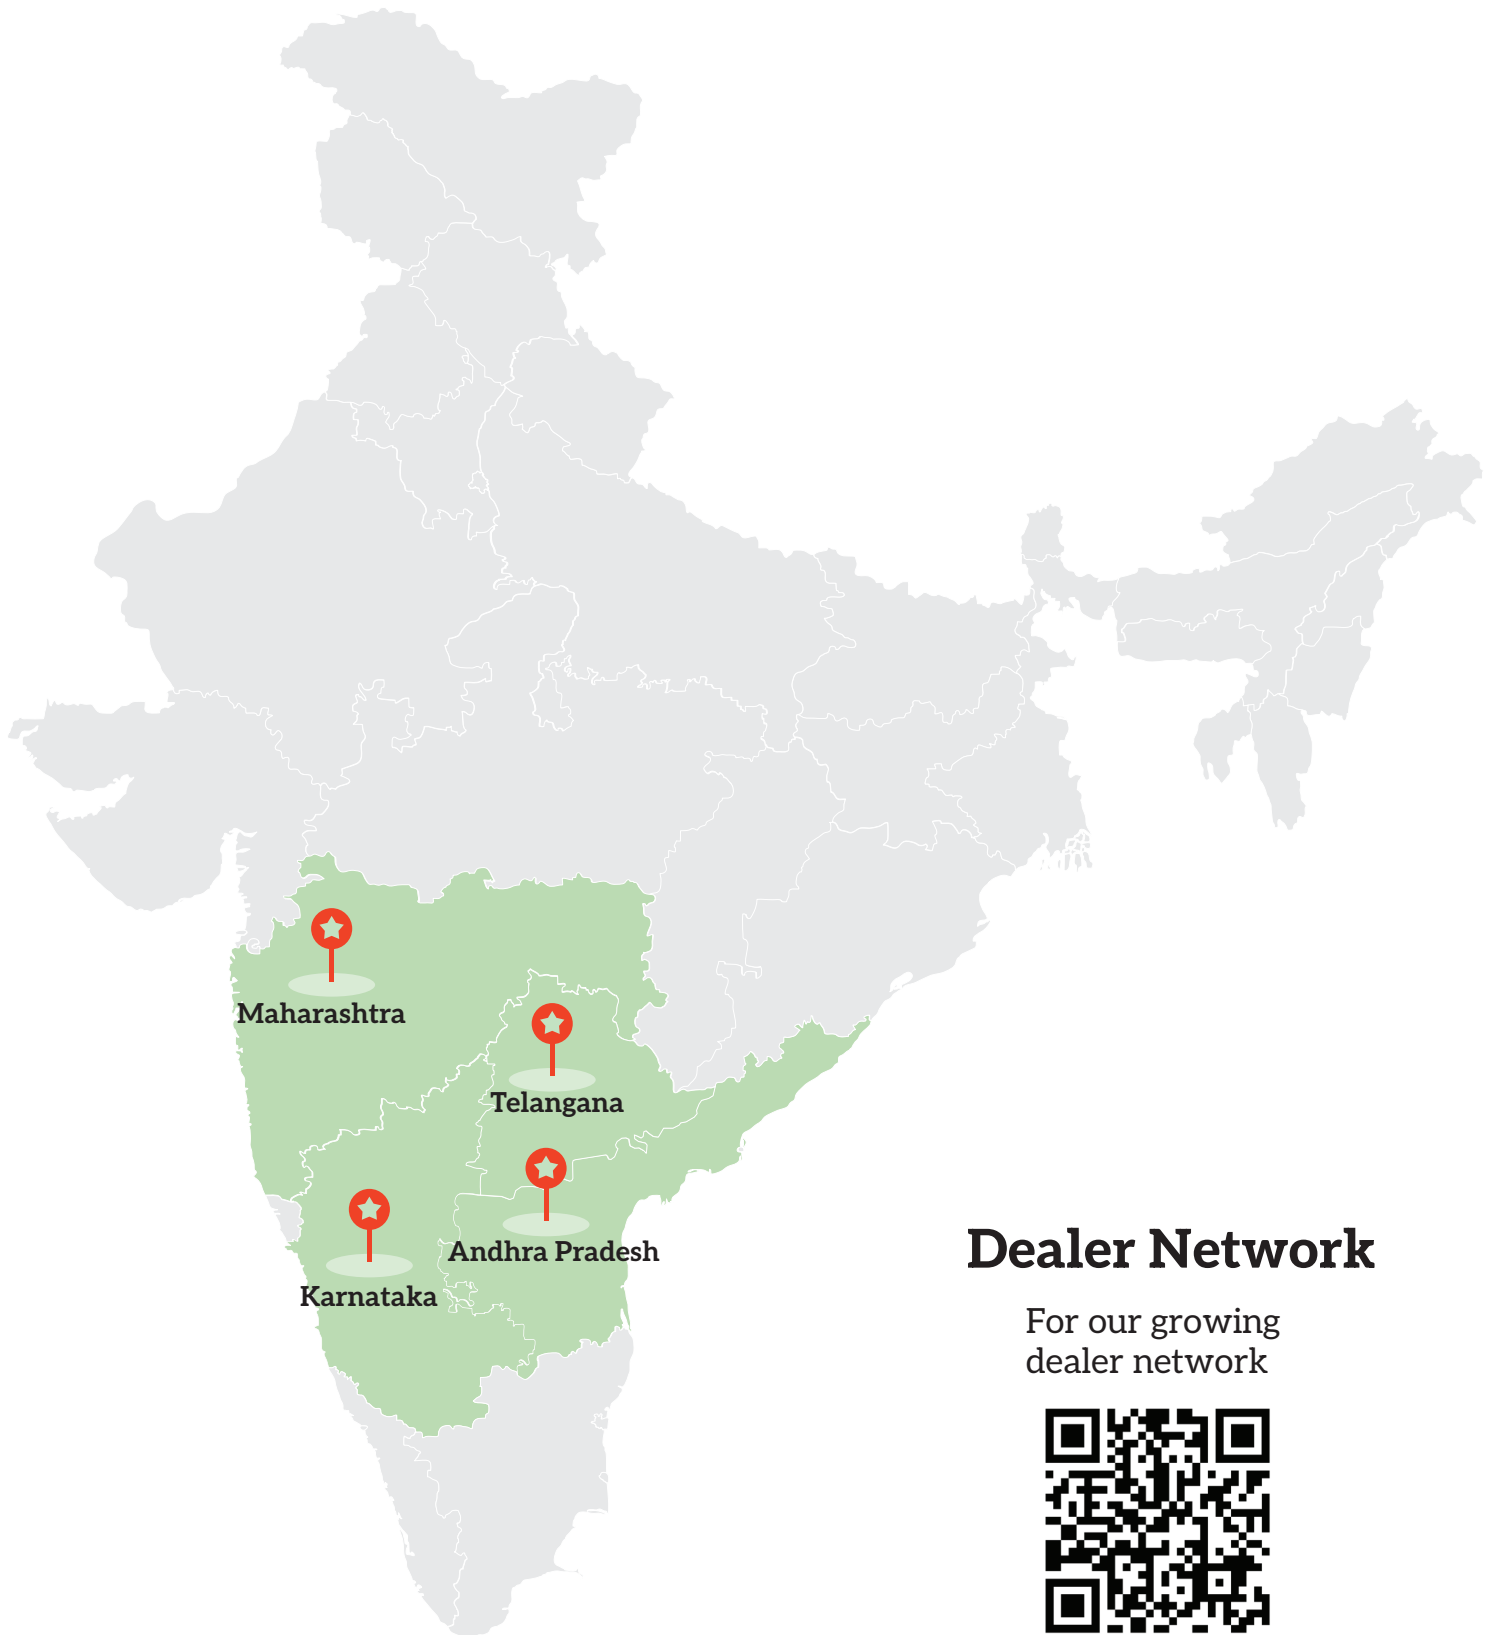 Maharashtra
Telangana
Andhra Pradesh
Karnataka
Dealer Network
For our growing
dealer network